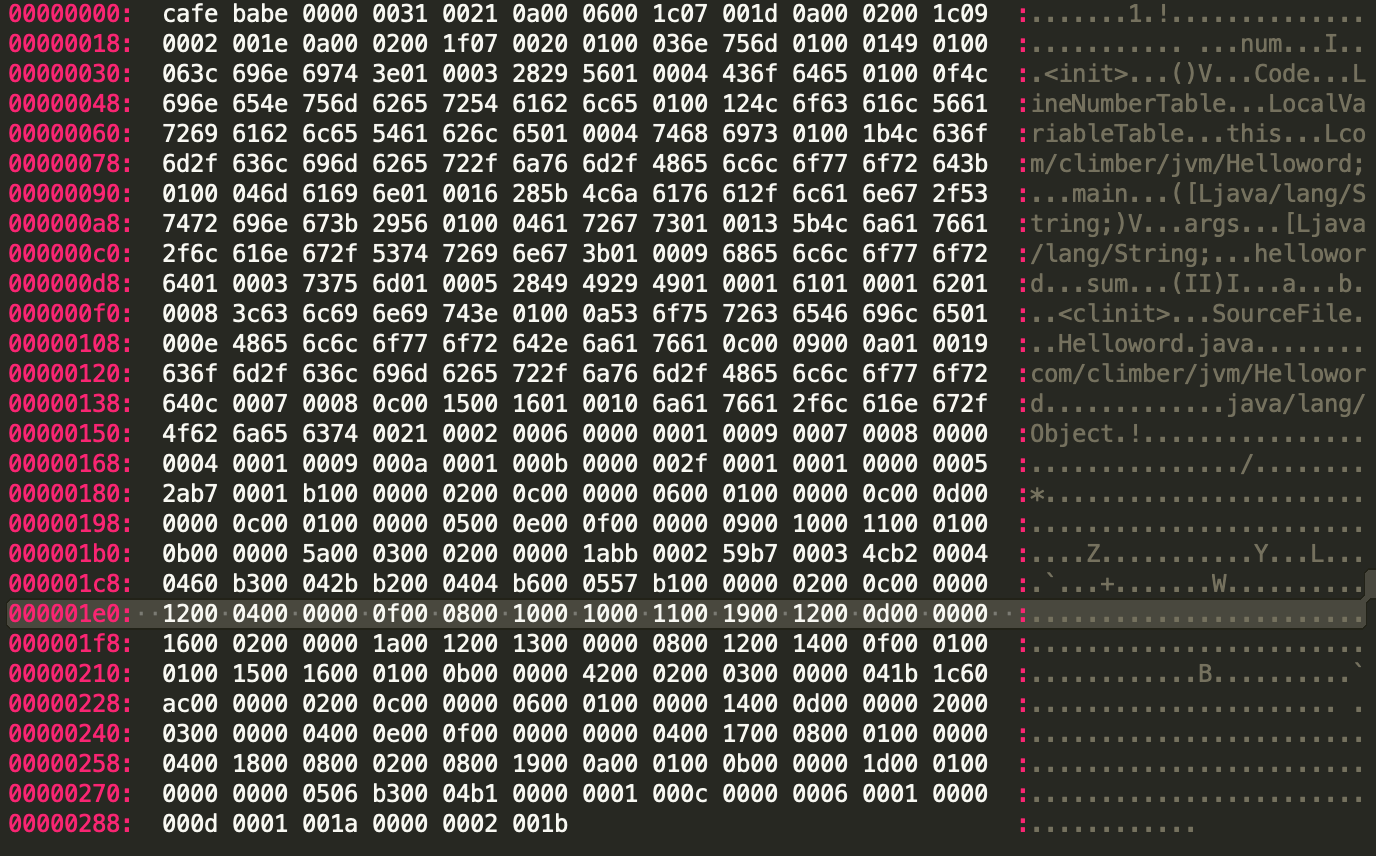 00000000: cafe babe 0000 0031 0021 0a00 0600 1c07 001d 0a00 0200 1c09 :.......1.!..............
00000018: 0002 001e 0a00 0200 1f07 0020 0100 036e 756d 0100 0149 0100 :........... ...num...I..
00000030: 063c 696e 6974 3e01 0003 2829 5601 0004 436f 6465 0100 0f4c :.<init>...()V...Code...L
00000048: 696e 654e 756d 6265 7254 6162 6c65 0100 124c 6f63 616c 5661 :ineNumberTable...LocalVa
00000060: 7269 6162 6c65 5461 626c 6501 0004 7468 6973 0100 1b4c 636f :riableTable...this...Lco
00000078: 6d2f 636c 696d 6265 722f 6a76 6d2f 4865 6c6c 6f77 6f72 643b :m/climber/jvm/Helloword;
00000090: 0100 046d 6169 6e01 0016 285b 4c6a 6176 612f 6c61 6e67 2f53 :...main...([Ljava/lang/S
000000a8: 7472 696e 673b 2956 0100 0461 7267 7301 0013 5b4c 6a61 7661 :tring;)V...args...[Ljava
000000c0: 2f6c 616e 672f 5374 7269 6e67 3b01 0009 6865 6c6c 6f77 6f72 :/lang/String;...hellowor
000000d8: 6401 0003 7375 6d01 0005 2849 4929 4901 0001 6101 0001 6201 :d...sum...(II)I...a...b.
000000f0: 0008 3c63 6c69 6e69 743e 0100 0a53 6f75 7263 6546 696c 6501 :..<clinit>...SourceFile.
00000108: 000e 4865 6c6c 6f77 6f72 642e 6a61 7661 0c00 0900 0a01 0019 :..Helloword.java........
00000120: 636f 6d2f 636c 696d 6265 722f 6a76 6d2f 4865 6c6c 6f77 6f72 :com/climber/jvm/Hellowor
00000138: 640c 0007 0008 0c00 1500 1601 0010 6a61 7661 2f6c 616e 672f :d.............java/lang/
00000150: 4f62 6a65 6374 0021 0002 0006 0000 0001 0009 0007 0008 0000 :Object.!................
00000168: 0004 0001 0009 000a 0001 000b 0000 002f 0001 0001 0000 0005 :.............../........
00000180: 2ab7 0001 b100 0000 0200 0c00 0000 0600 0100 0000 0c00 0d00 :*.......................
00000198: 0000 0c00 0100 0000 0500 0e00 0f00 0000 0900 1000 1100 0100 :........................
000001b0: 0b00 0000 5a00 0300 0200 0000 1abb 0002 59b7 0003 4cb2 0004 :....Z...........Y...L...
000001c8: 0460 b300 042b b200 0404 b600 0557 b100 0000 0200 0c00 0000 :.`...+.......W..........
000001e0: 1200 0400 0000 0f00 0800 1000 1000 1100 1900 1200 0d00 0000 :........................
000001f8: 1600 0200 0000 1a00 1200 1300 0000 0800 1200 1400 0f00 0100 :........................
00000210: 0100 1500 1600 0100 0b00 0000 4200 0200 0300 0000 041b 1c60 :............B..........`
00000228: ac00 0000 0200 0c00 0000 0600 0100 0000 1400 0d00 0000 2000 :...................... .
00000240: 0300 0000 0400 0e00 0f00 0000 0000 0400 1700 0800 0100 0000 :........................
00000258: 0400 1800 0800 0200 0800 1900 0a00 0100 0b00 0000 1d00 0100 :........................
00000270: 0000 0000 0506 b300 04b1 0000 0001 000c 0000 0006 0001 0000 :........................
00000288: 000d 0001 001a 0000 0002 001b :............